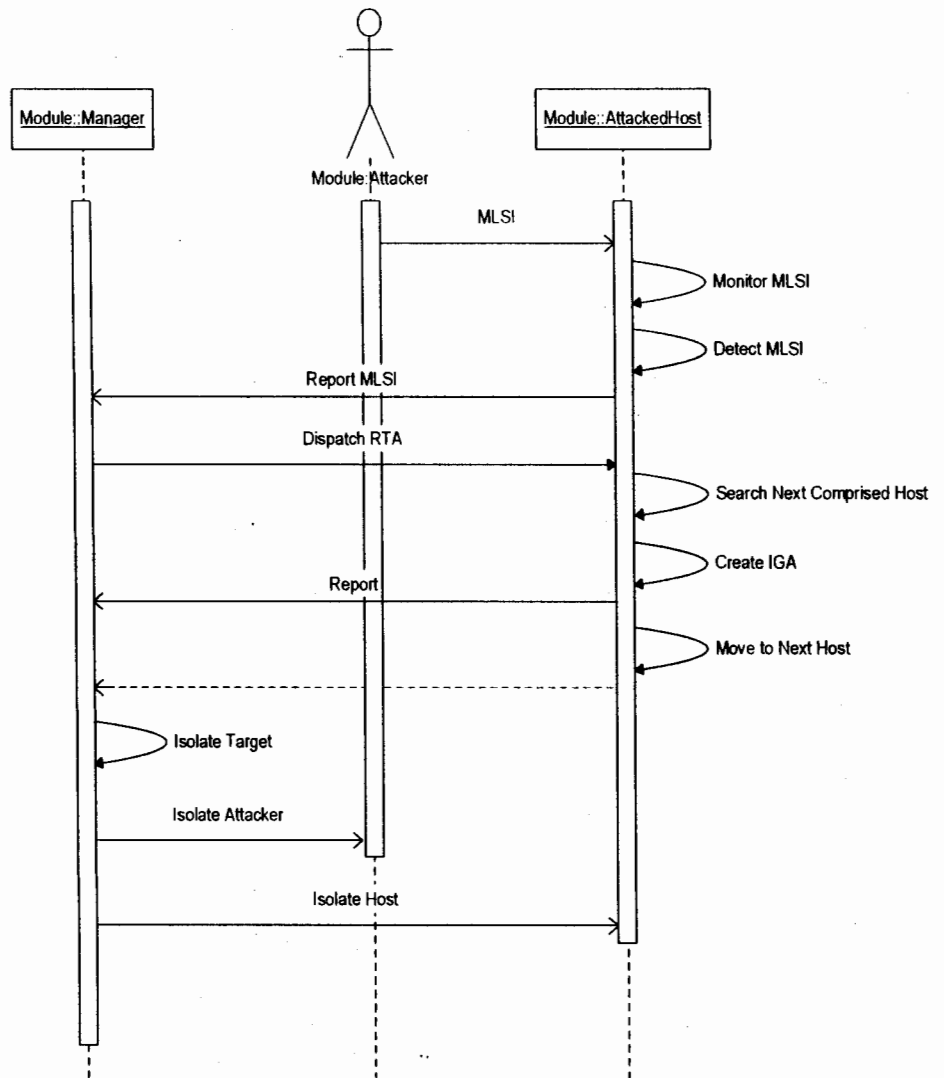 Module::Manager
Module::AttackedHost
Module:Attacker
MLSI
Monitor MLSI
Detect MLSI
Report MLSI
Dispatch RTA
Search Next Comprised Host
Create IGA
Report
Move to Next Host
Isolate Target
Isolate Attacker
Isolate Host